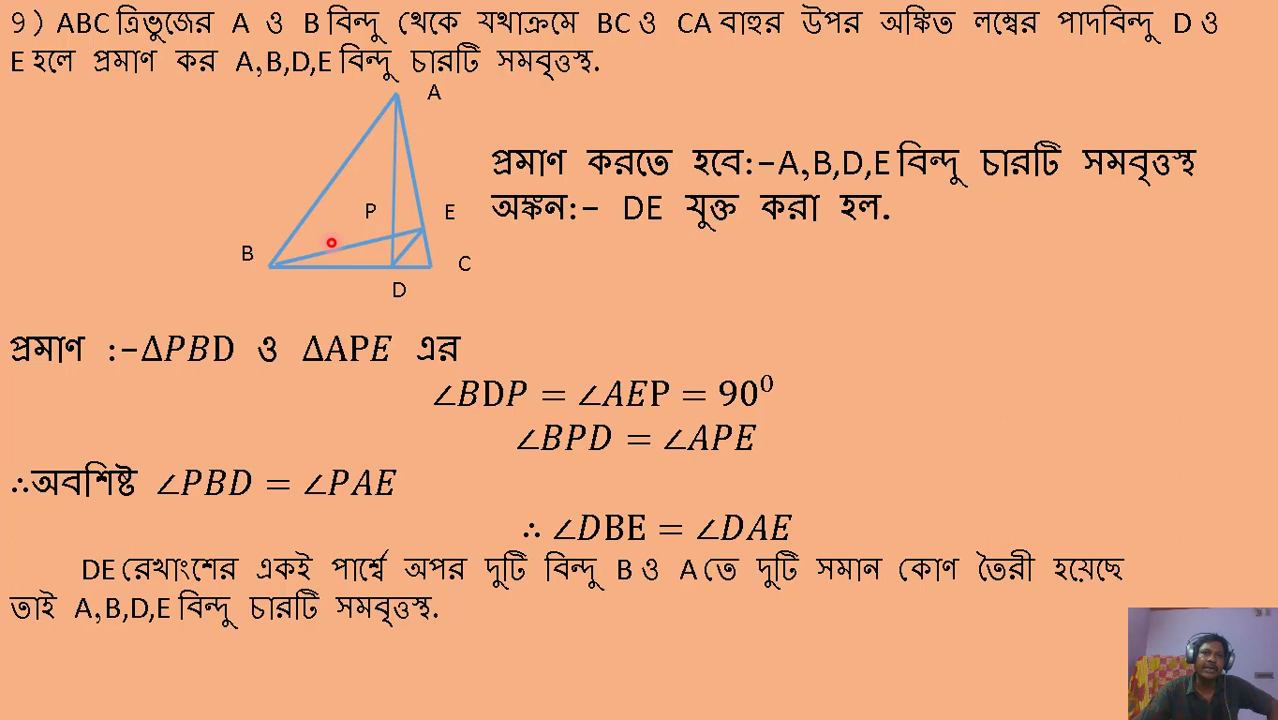 9) ABC ত্রিভুজের A ও B বিন্দু থেকে যথাক্রমে BC ও CA বাহুর উপর অঙ্কিত লম্বের পাদবিন্দু D ও
E হলে প্রমাণ কর A,B,D,E বিন্দু চারটি সমবৃত্তস্থ.
A
প্রমাণ করতে হবে:-A,B,D,E বিন্দু চারটি সমবৃত্তস্থ
P E অঙ্কন:- DE যুক্ত করা হল.
B C
D
প্রমাণ :-ΔPBD ও ΔAPE এর
∠BDP = ∠AEP = 90⁰
∠BPD = ∠APE
∴অবশিষ্ট ∠PBD = ∠PAE
∴ ∠DBE = ∠DAE
DE রেখাংশের একই পার্শ্বে অপর দুটি বিন্দু B ও A তে দুটি সমান কোণ তৈরী হয়েছে
তাই A,B,D,E বিন্দু চারটি সমবৃত্তস্থ.